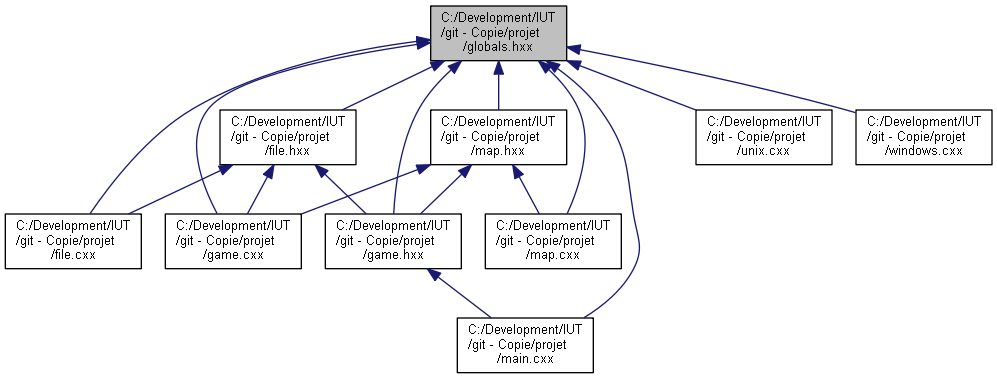 C:/Development/IUT
/git - Copie/projet
/globals.hxx
C:/Development/IUT
/git - Copie/projet
/file.hxx
C:/Development/IUT
/git - Copie/projet
/map.hxx
C:/Development/IUT
/git - Copie/projet
/unix.cxx
C:/Development/IUT
/git - Copie/projet
/windows.cxx
C:/Development/IUT
/git - Copie/projet
/file.cxx
C:/Development/IUT
/git - Copie/projet
/game.cxx
C:/Development/IUT
/git - Copie/projet
/game.hxx
C:/Development/IUT
/git - Copie/projet
/map.cxx
C:/Development/IUT
/git - Copie/projet
/main.cxx